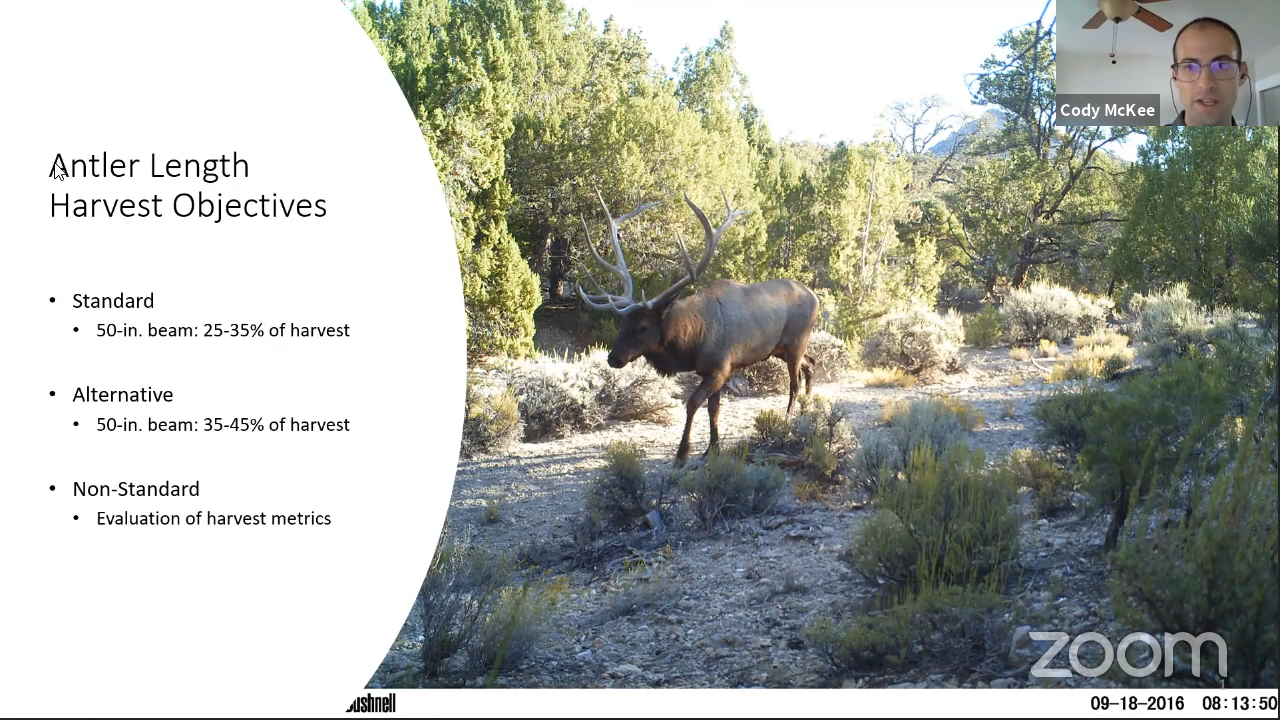 Antler Length
Harvest Objectives
• Standard
• 50-in. beam: 25-35% of harvest
• Alternative
• 50-in. beam: 35-45% of harvest
• Non-Standard
• Evaluation of harvest metrics
Cody McKee
zoom
Bushnell
09-18-2016 08:13:50